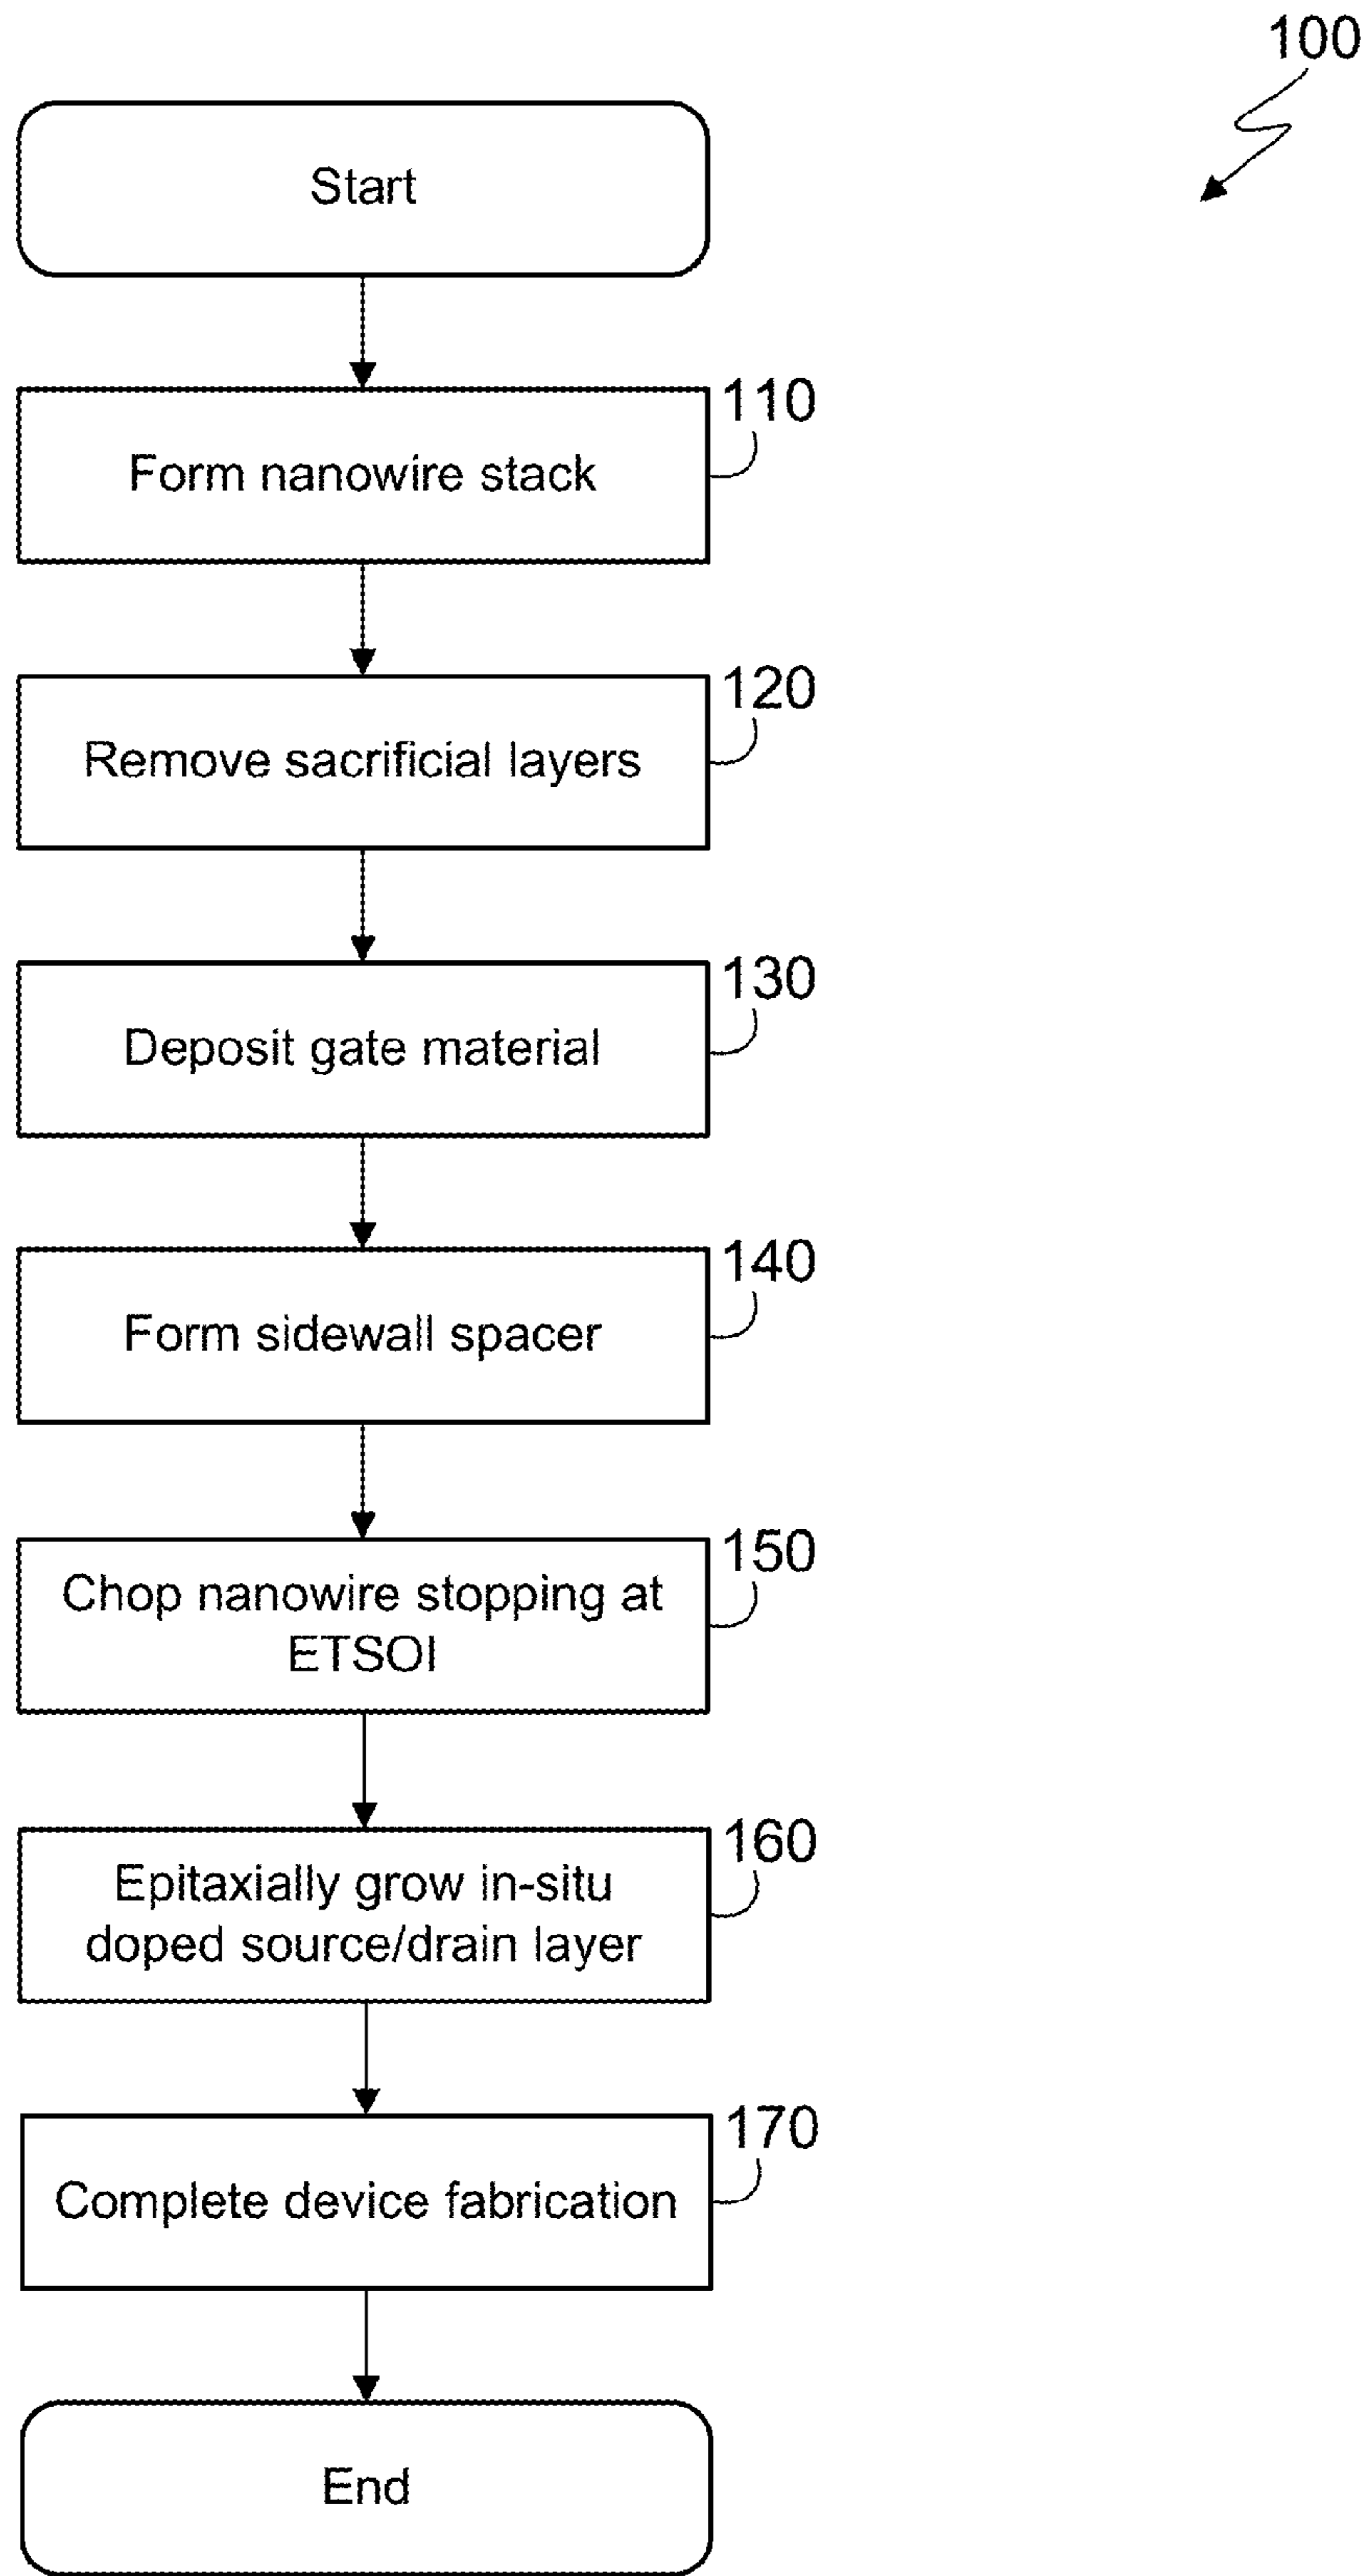 100
Start
110
Form nanowire stack
120
Remove sacrificial layers
130
Deposit gate material
140
Form sidewall spacer
150
Chop nanowire stopping at
ETSOI
160
Epitaxially grow in-situ
doped source/drain layer
170
Complete device fabrication
End